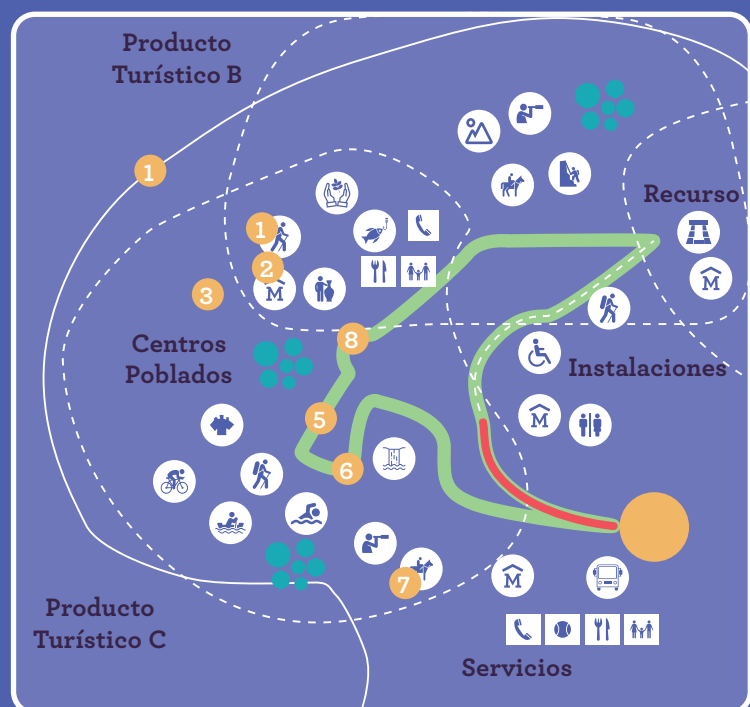 Producto
Turístico B
1
Recurso
1
2
M
M
3
8
Centros
Poblados
Instalaciones
5
M
6
7
M
Producto
Turístico C
Servicios